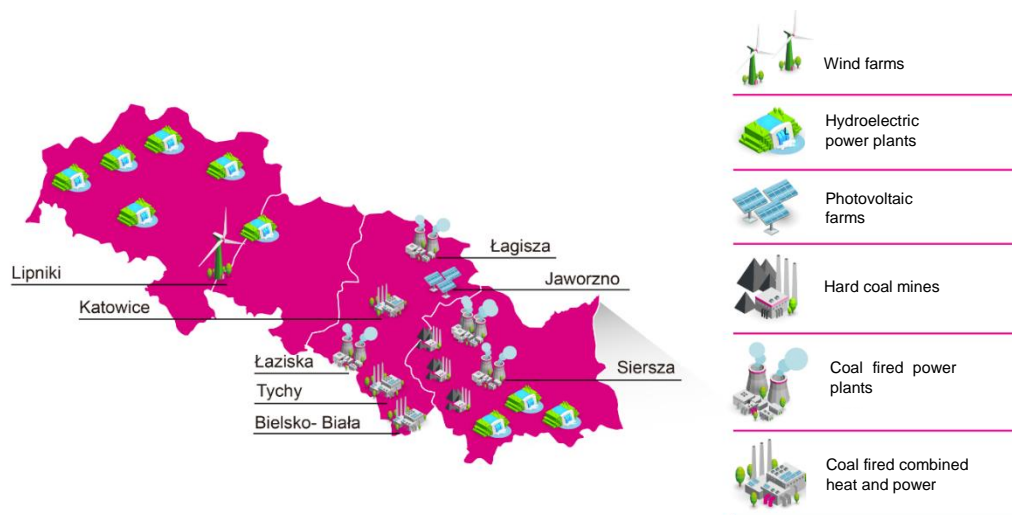 Łagisza
Lipniki
Jaworzno
Katowice
Łaziska
Siersza
Tychy
Bielsko- Biała
Wind farms
Hydroelectric
power plants
Photovoltaic
farms
Hard coal mines
Coal fired power
plants
Coal fired combined
heat and power